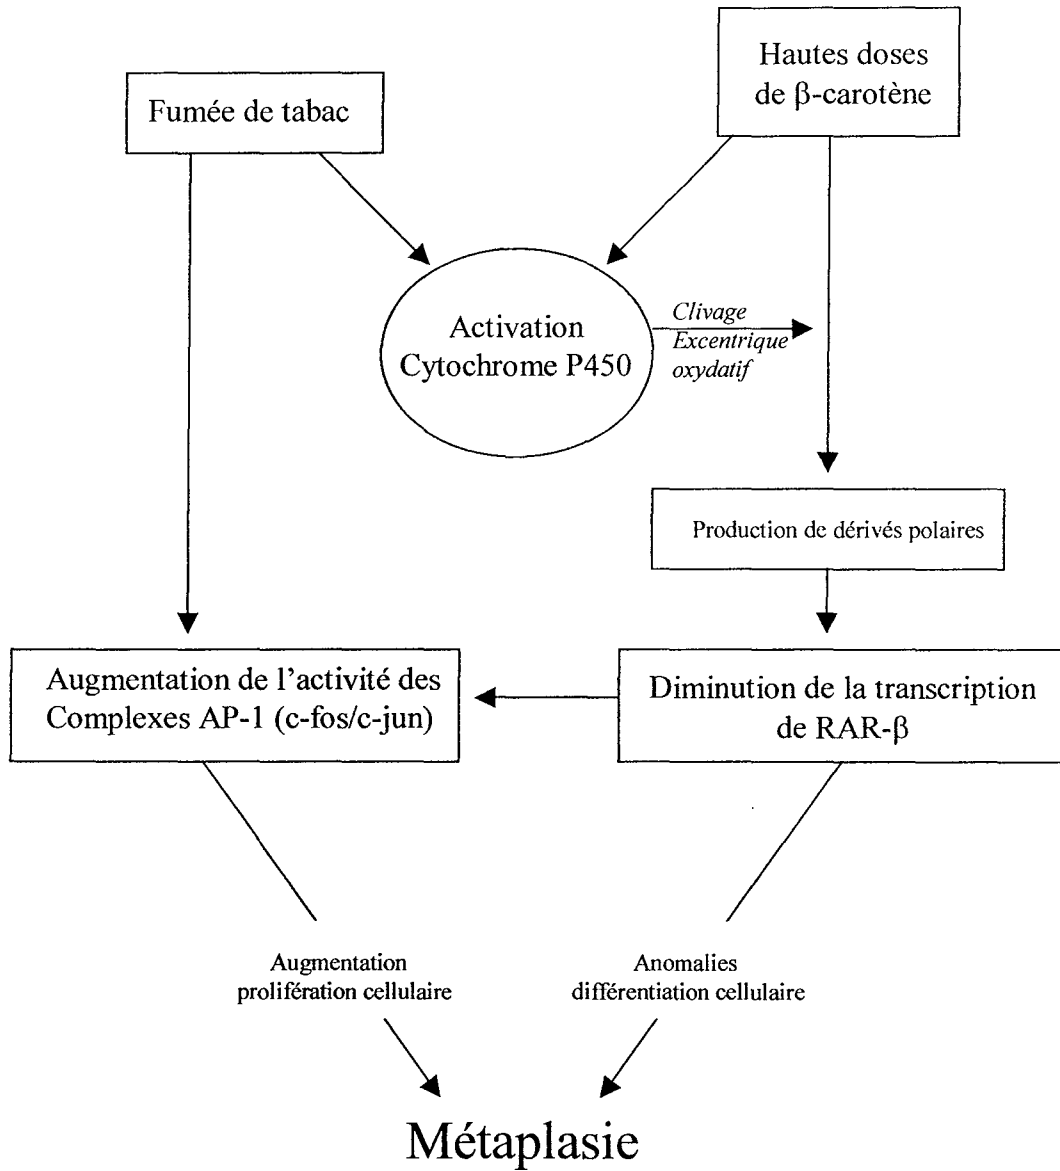 Hautes doses
de β-carotène
Fumée de tabac
Activation
Cytochrome P450
Clivage
Excentrique
oxydatif
Production de dérivés polaires
Augmentation de l’activité des
Complexes AP-1 (c-fos/c-jun)
Diminution de la transcription
de RAR-β
Augmentation
prolifération cellulaire
Anomalies
différentiation cellulaire
Métaplasie